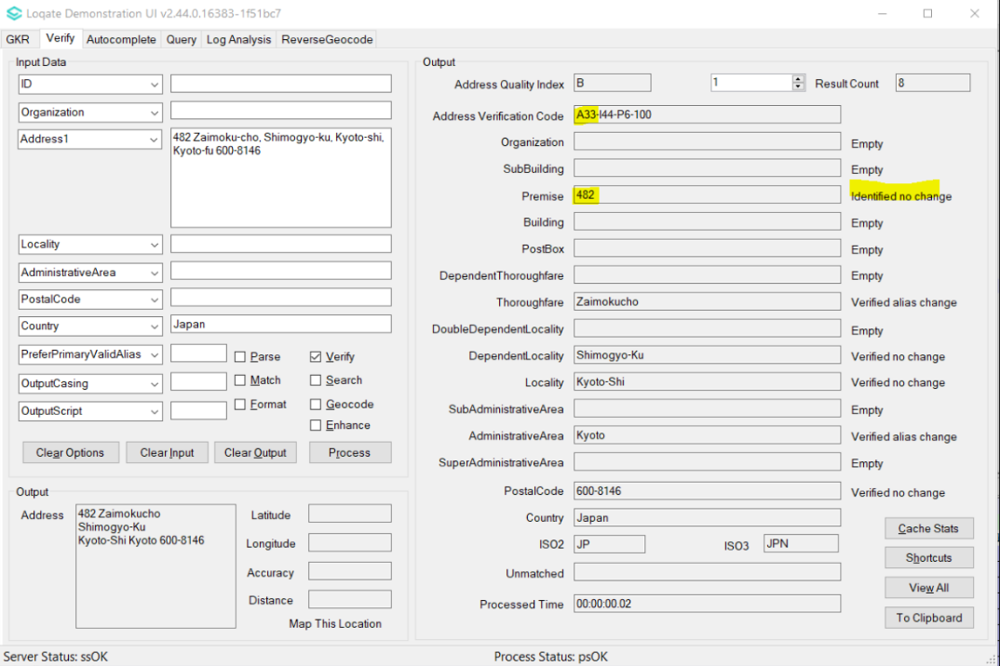 Loqate Demonstration UI v2.44.0.16383-1f51bc7
GKR Verify Autocomplete Query Log Analysis ReverseGeocode
Input Data
ID
Organization
Address1
482 Zaimoku-cho, Shimogyo-ku, Kyoto-shi,
Kyoto-fu 600-8146
Locality
AdministrativeArea
PostalCode
Country Japan
PreferPrimaryValidAlias Parse Verify
OutputCasing Match Search
OutputScript Format Geocode
Enhance
Clear Options Clear Input Clear Output Process
Output
Address
482 Zaimokucho
Shimogyo-Ku
Kyoto-Shi Kyoto 600-8146
Latitude
Longitude
Accuracy
Distance
Map This Location
Output
Address Quality Index B 1 Result Count 8
Address Verification Code A33-I44-P6-100
Organization Empty
SubBuilding Empty
Premise 482 Identified no change
Building Empty
PostBox Empty
DependentThoroughfare Empty
Thoroughfare Zaimokucho Verified alias change
DoubleDependentLocality Empty
DependentLocality Shimogyo-Ku Verified no change
Locality Kyoto-Shi Verified no change
SubAdministrativeArea Empty
AdministrativeArea Kyoto Verified alias change
SuperAdministrativeArea Empty
PostalCode 600-8146 Verified no change
Country Japan
ISO2 JP ISO3 JPN
Unmatched
Processed Time 00:00:00.02
Cache Stats
Shortcuts
View All
To Clipboard
Server Status: ssOK Process Status: psOK